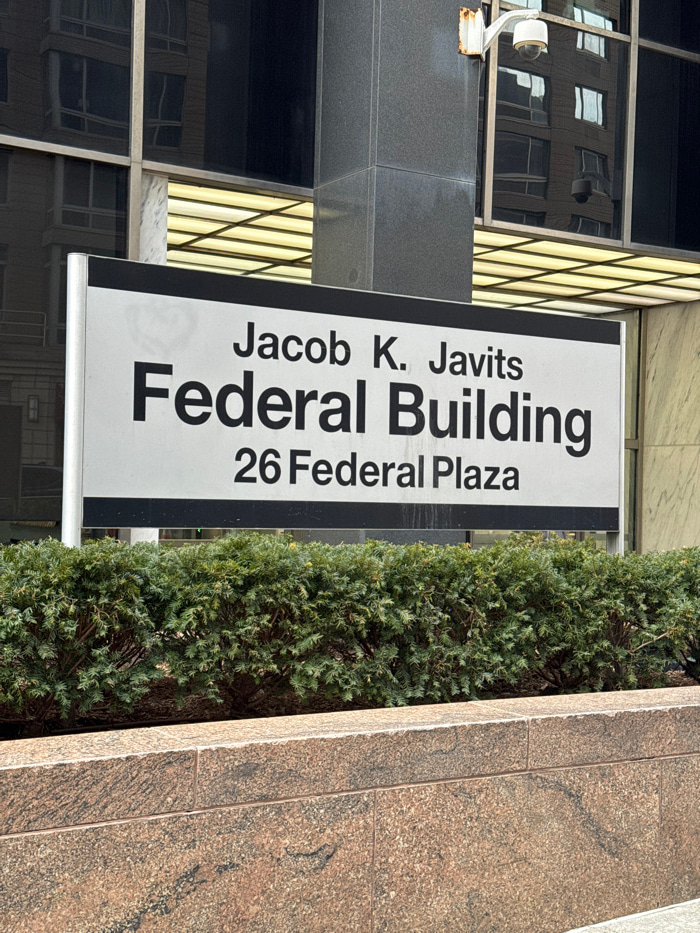 Jacob K. Javits
Federal Building
26 Federal Plaza